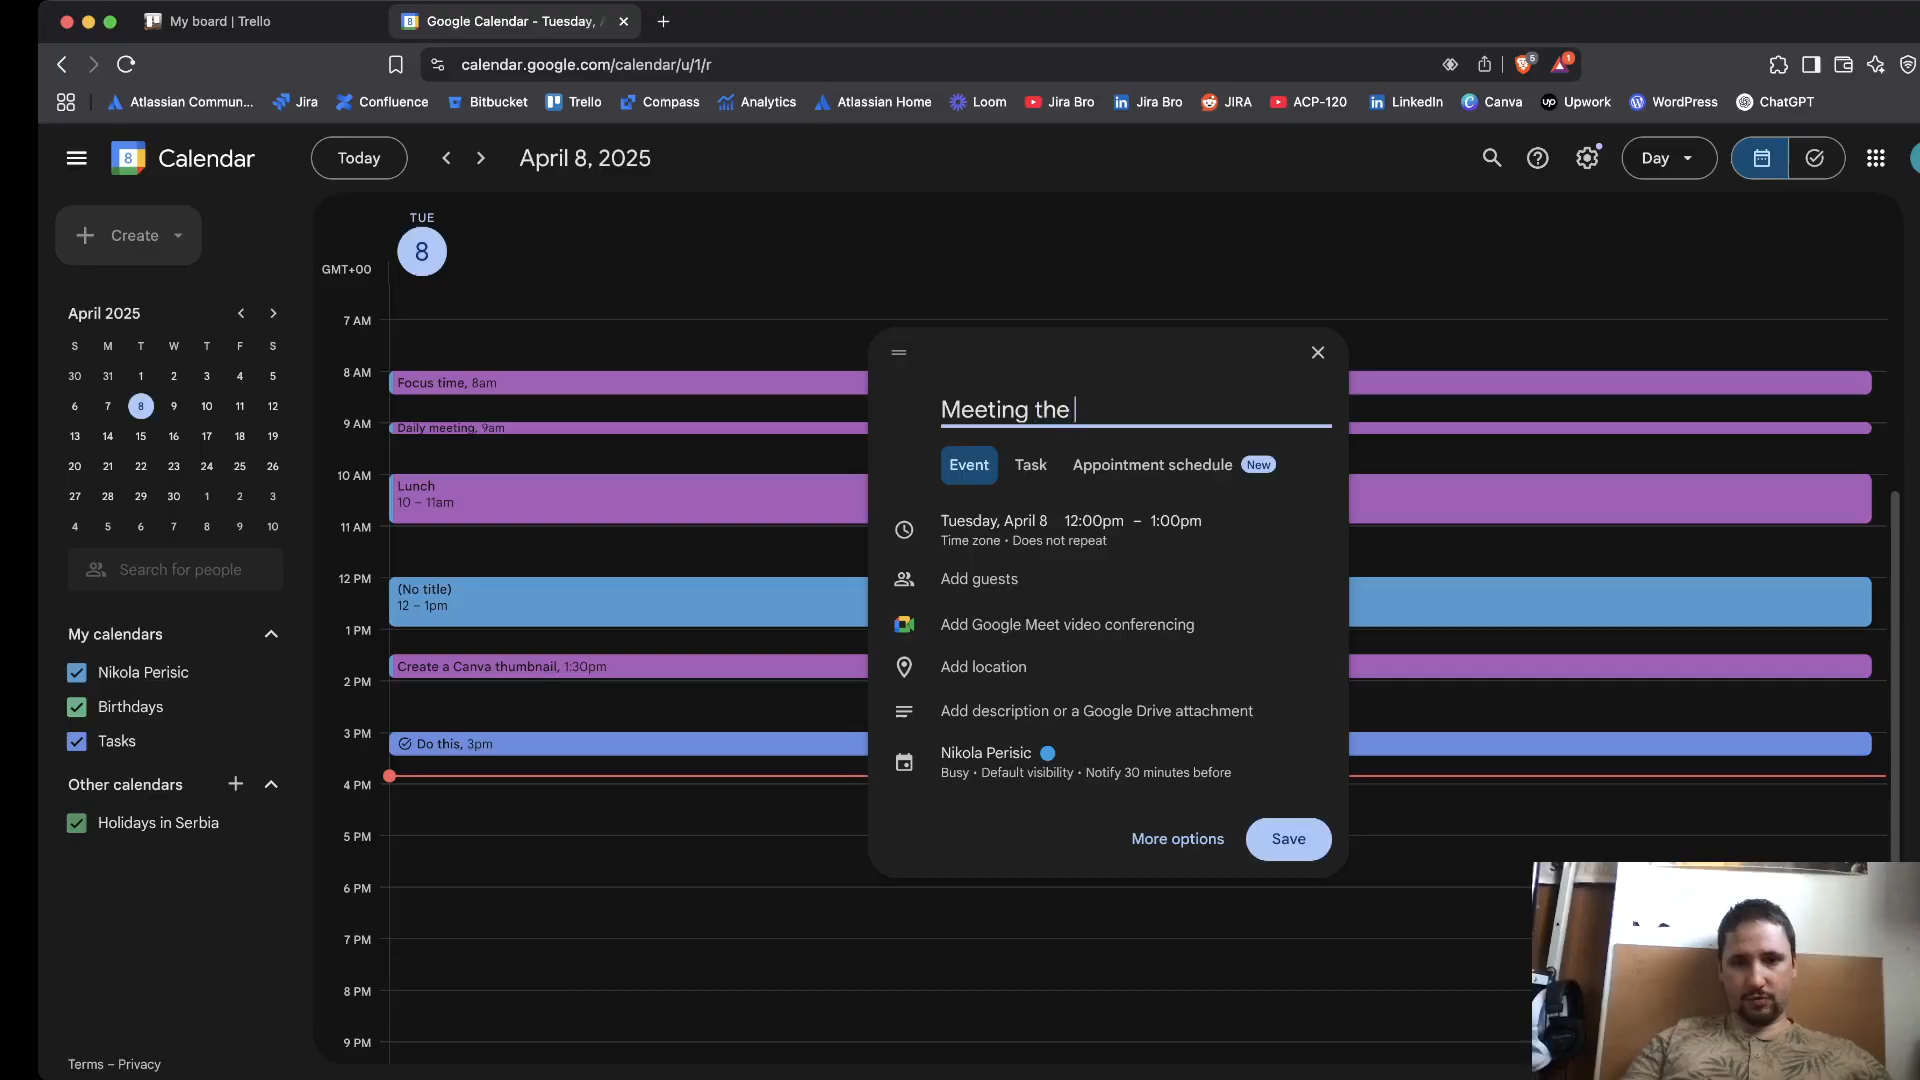 My board | Trello
Google Calendar - Tuesday,
calendar.google.com/calendar/u/1/r
5
1
Atlassian Commun...
Jira
Confluence
Bitbucket
Trello
Compass
Analytics
Atlassian Home
Loom
Jira Bro
Jira Bro
JIRA
ACP-120
LinkedIn
Canva
Upwork
WordPress
ChatGPT
8 Calendar
Today
April 8, 2025
Day
Create
TUE
8
GMT+00
April 2025
S M T W T F S
30 31 1 2 3 4 5
6 7 8 9 10 11 12
13 14 15 16 17 18 19
20 21 22 23 24 25 26
27 28 29 30 1 2 3
4 5 6 7 8 9 10
Search for people
My calendars
Nikola Perisic
Birthdays
Tasks
Other calendars
Holidays in Serbia
Terms – Privacy
7 AM
8 AM
Focus time, 8am
9 AM
Daily meeting, 9am
10 AM
Lunch
10 – 11am
11 AM
12 PM
(No title)
12 – 1pm
1 PM
Create a Canva thumbnail, 1:30pm
2 PM
3 PM
Do this, 3pm
4 PM
5 PM
6 PM
7 PM
8 PM
9 PM
Meeting the
Event
Task
Appointment schedule
New
Tuesday, April 8 12:00pm – 1:00pm
Time zone • Does not repeat
Add guests
Add Google Meet video conferencing
Add location
Add description or a Google Drive attachment
Nikola Perisic
Busy • Default visibility • Notify 30 minutes before
More options
Save